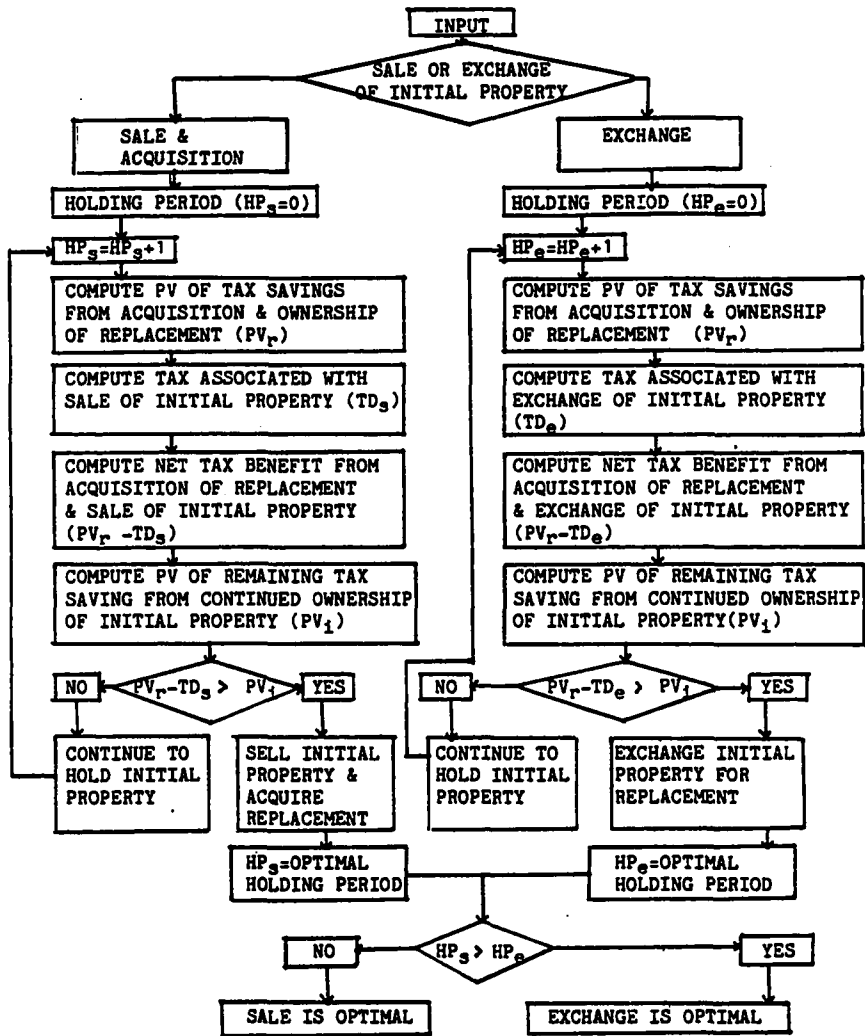 INPUT
SALE OR EXCHANGE
OF INITIAL PROPERTY
SALE &
ACQUISITION
HOLDING PERIOD (HPs=0)
HPs=HPs+1
COMPUTE PV OF TAX SAVINGS
FROM ACQUISITION & OWNERSHIP
OF REPLACEMENT (PVr)
COMPUTE TAX ASSOCIATED WITH
SALE OF INITIAL PROPERTY (TDs)
COMPUTE NET TAX BENEFIT FROM
ACQUISITION OF REPLACEMENT
& SALE OF INITIAL PROPERTY
(PVr -TDs)
COMPUTE PV OF REMAINING TAX
SAVING FROM CONTINUED OWNERSHIP
OF INITIAL PROPERTY (PVi)
NO
PVr-TDs > PVi
YES
CONTINUE TO
HOLD INITIAL
PROPERTY
SELL INITIAL
PROPERTY &
ACQUIRE
REPLACEMENT
HPs=OPTIMAL
HOLDING PERIOD
EXCHANGE
HOLDING PERIOD (HPe=0)
HPe=HPe+1
COMPUTE PV OF TAX SAVINGS
FROM ACQUISITION & OWNERSHIP
OF REPLACEMENT (PVr)
COMPUTE TAX ASSOCIATED WITH
EXCHANGE OF INITIAL PROPERTY
(TDe)
COMPUTE NET TAX BENEFIT FROM
ACQUISITION OF REPLACEMENT
& EXCHANGE OF INITIAL PROPERTY
(PVr-TDe)
COMPUTE PV OF REMAINING TAX
SAVING FROM CONTINUED OWNERSHIP
OF INITIAL PROPERTY(PVi)
NO
PVr-TDe > PVi
YES
CONTINUE TO
HOLD INITIAL
PROPERTY
EXCHANGE INITIAL
PROPERTY FOR
REPLACEMENT
HPe=OPTIMAL
HOLDING PERIOD
NO
HPs > HPe
YES
SALE IS OPTIMAL
EXCHANGE IS OPTIMAL